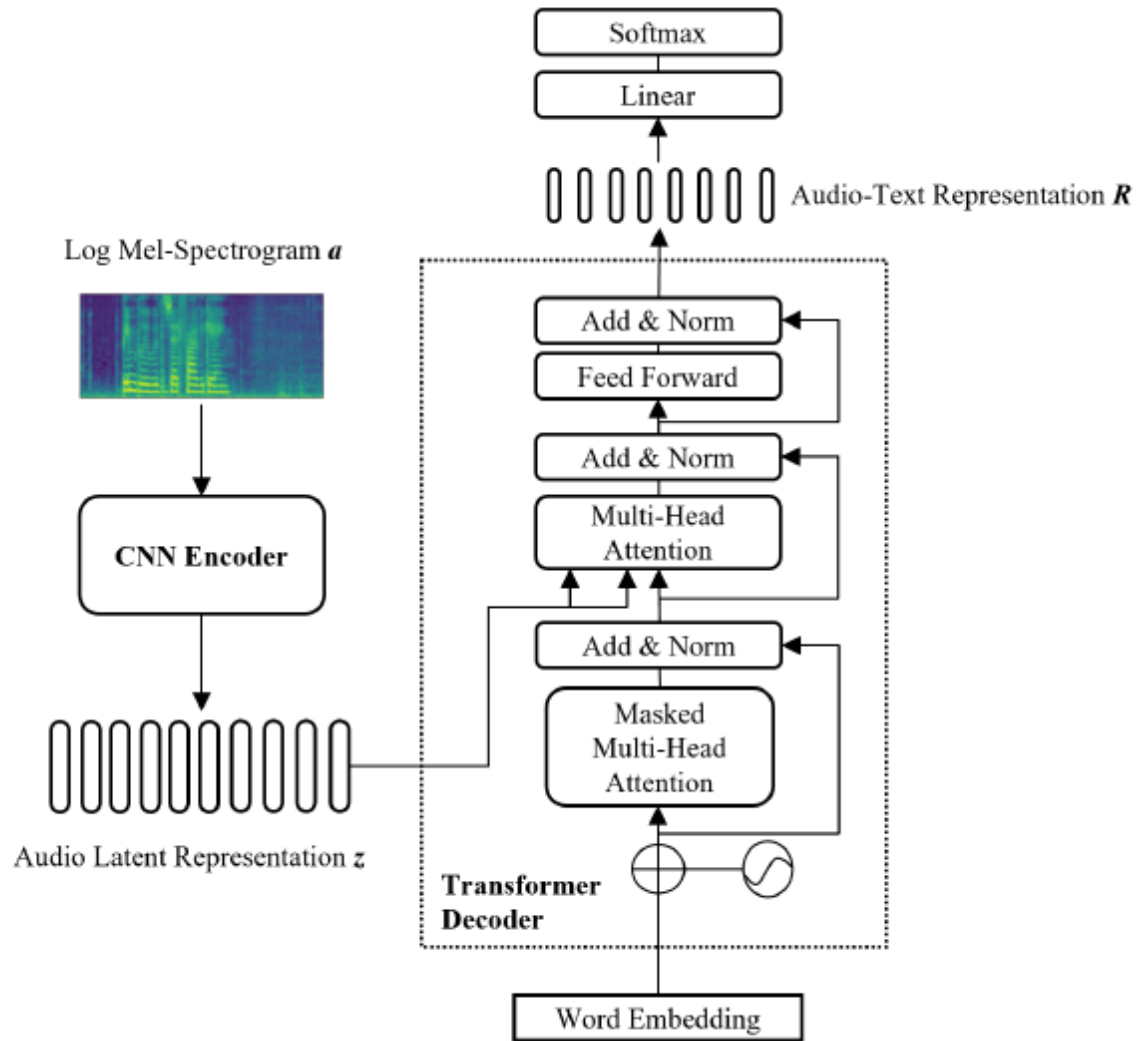 Softmax
Linear
Audio-Text Representation R
Log Mel-Spectrogram a
Add & Norm
Feed Forward
Add & Norm
Multi-Head
Attention
CNN Encoder
Add & Norm
Masked
Multi-Head
Attention
Audio Latent Representation z
Transformer
Decoder
Word Embedding